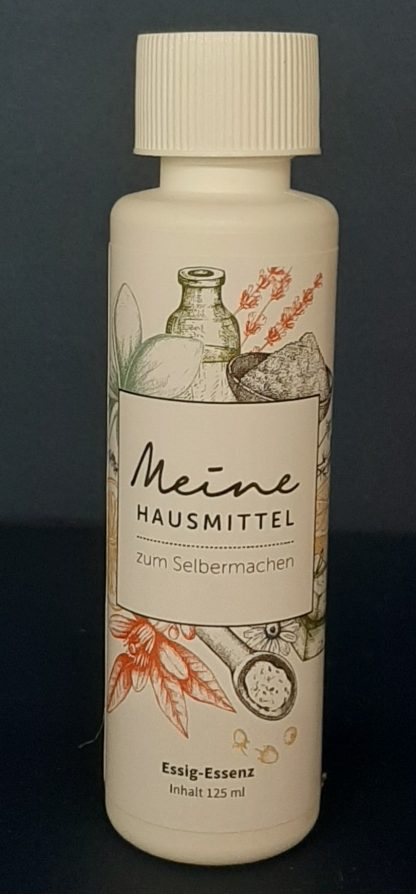 Meine
HAUSMITTEL
zum Selbermachen
Essig-Essenz
Inhalt 125 ml